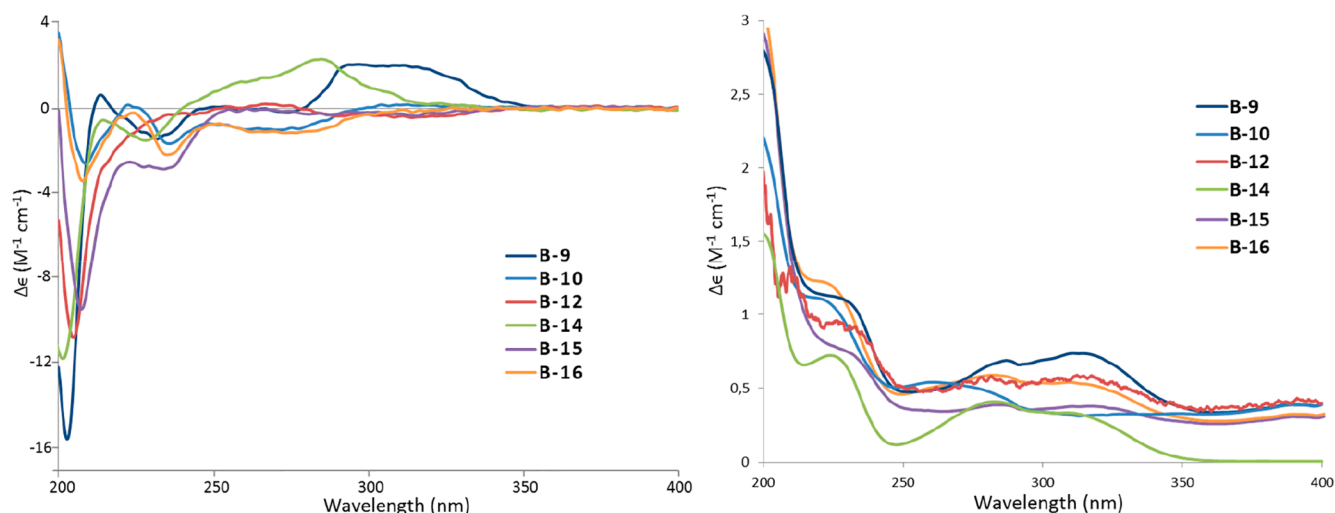 4
0
-4
-8
-12
-16
200
250
300
350
400
Wavelength (nm)
Δϵ (M⁻¹ cm⁻¹)
B-9
B-10
B-12
B-14
B-15
B-16
3
2,5
2
1,5
1
0,5
0
200
250
300
350
400
Wavelength (nm)
Δϵ (M⁻¹ cm⁻¹)
B-9
B-10
B-12
B-14
B-15
B-16